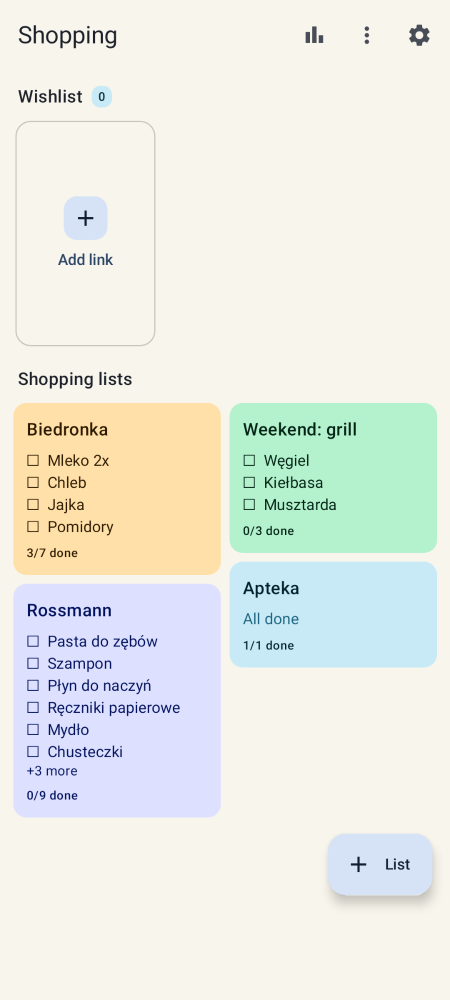 Shopping
Wishlist 0
Add link
Shopping lists
Biedronka
Mleko 2x
Chleb
Jajka
Pomidory
3/7 done
Weekend: grill
Węgiel
Kiełbasa
Musztarda
0/3 done
Apteka
All done
1/1 done
Rossmann
Pasta do zębów
Szampon
Płyn do naczyń
Ręczniki papierowe
Mydło
Chusteczki
+3 more
0/9 done
List